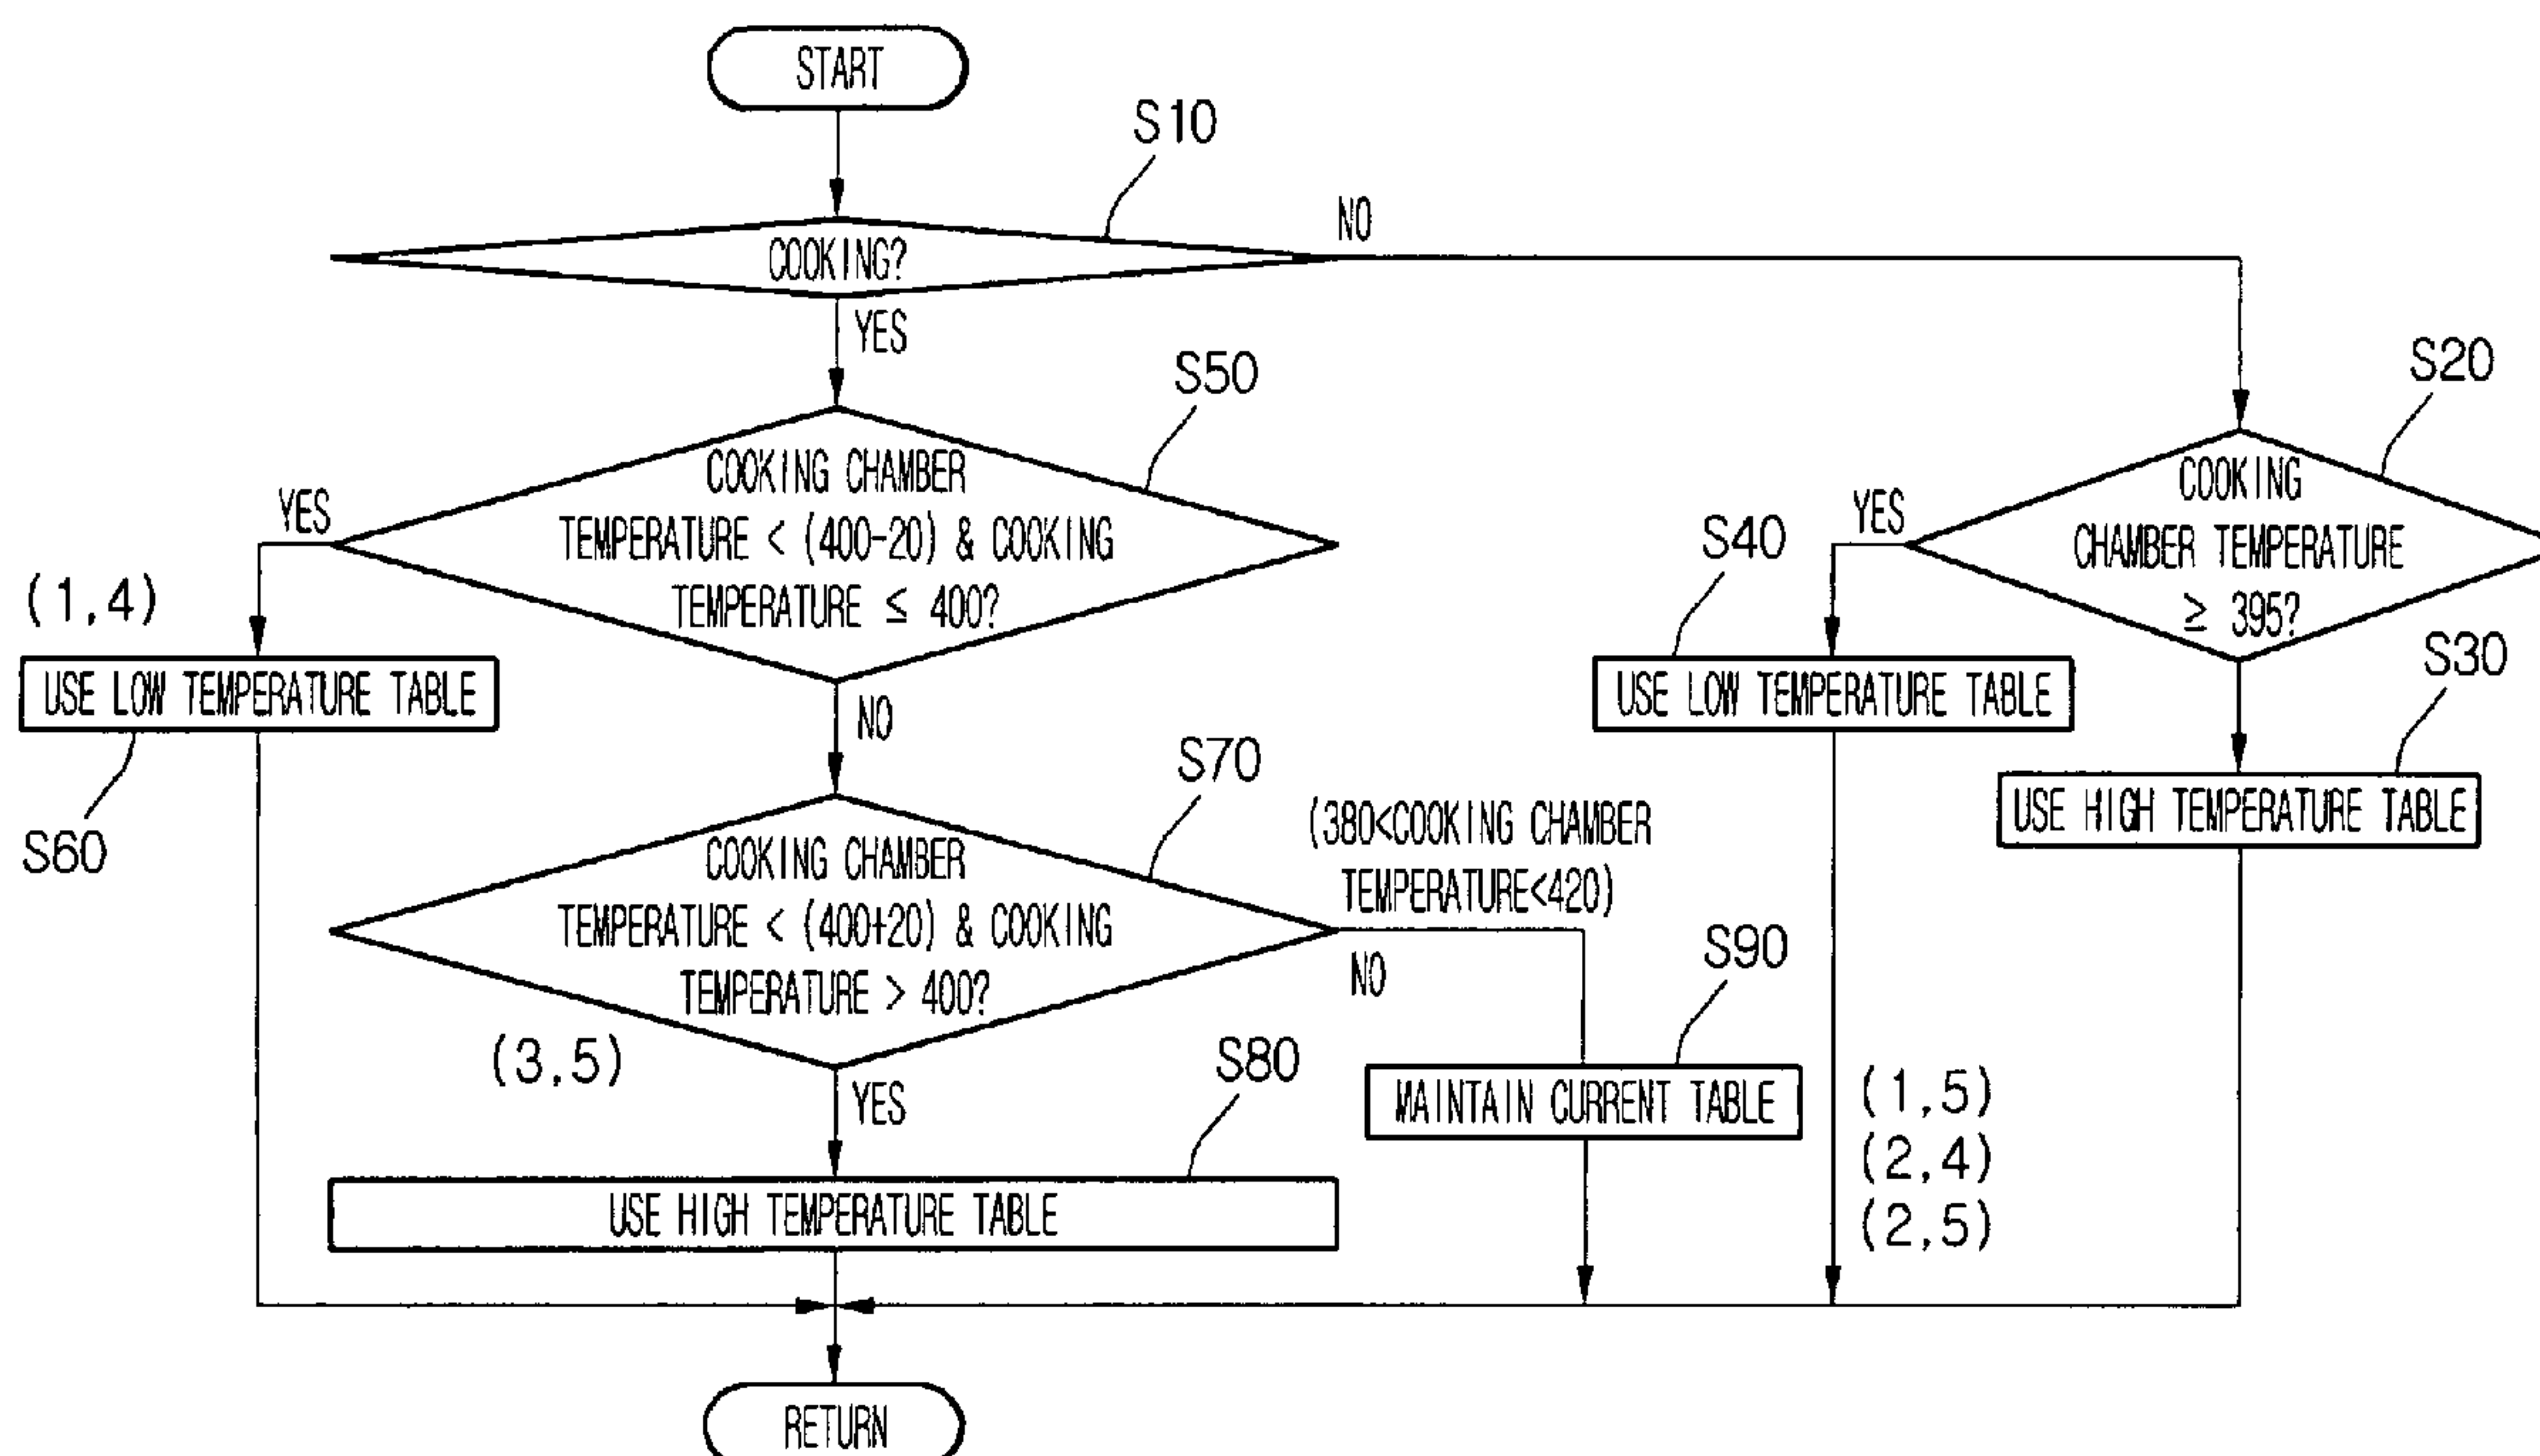 START
S10
COOKING?
NO
YES
S50
COOKING CHAMBER
TEMPERATURE < (400-20) & COOKING
TEMPERATURE ≤ 400?
YES
(1,4)
USE LOW TEMPERATURE TABLE
S60
NO
S20
COOKING
CHAMBER TEMPERATURE
≥ 395?
YES
S40
USE LOW TEMPERATURE TABLE
S30
USE HIGH TEMPERATURE TABLE
S70
COOKING CHAMBER
TEMPERATURE < (400+20) & COOKING
TEMPERATURE > 400?
(380<COOKING CHAMBER
TEMPERATURE<420)
NO
S90
MAINTAIN CURRENT TABLE
(3,5)
YES
S80
USE HIGH TEMPERATURE TABLE
(1,5)
(2,4)
(2,5)
RETURN